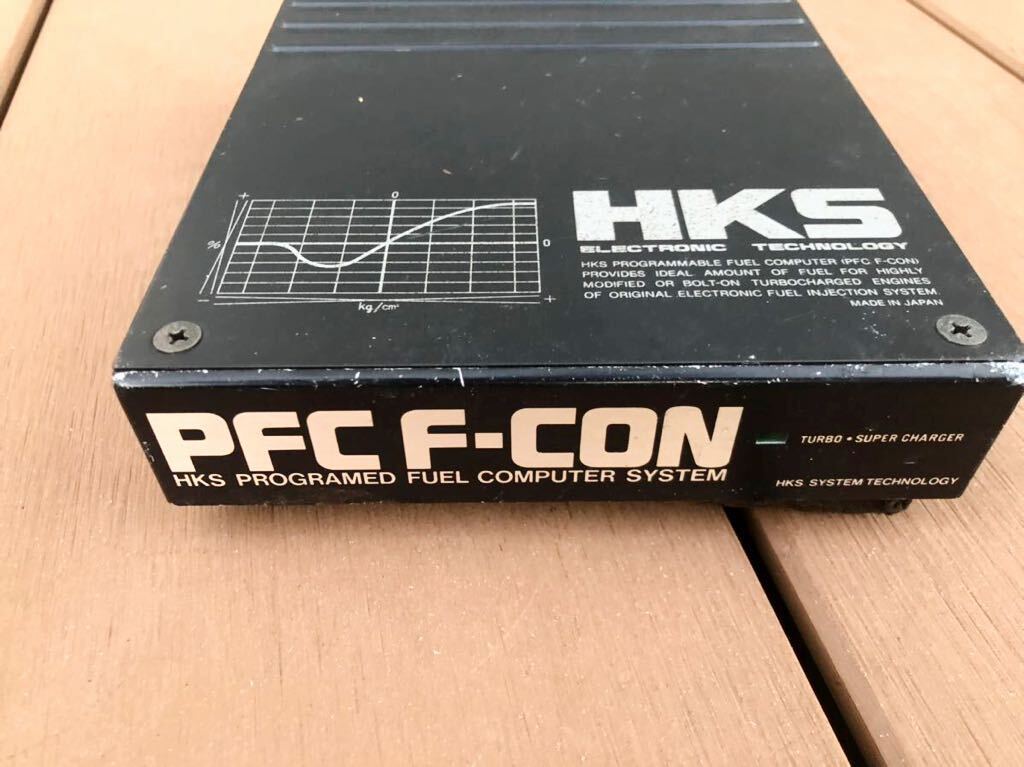 +
0
%
0
-
+
kg/cm²
HKS
ELECTRONIC TECHNOLOGY
HKS PROGRAMMABLE FUEL COMPUTER (PFC F-CON)
PROVIDES IDEAL AMOUNT OF FUEL FOR HIGHLY
MODIFIED OR BOLT-ON TURBOCHARGED ENGINES
OF ORIGINAL ELECTRONIC FUEL INJECTION SYSTEM.
MADE IN JAPAN
PFC F-CON
HKS PROGRAMED FUEL COMPUTER SYSTEM
TURBO • SUPER CHARGER
HKS SYSTEM TECHNOLOGY